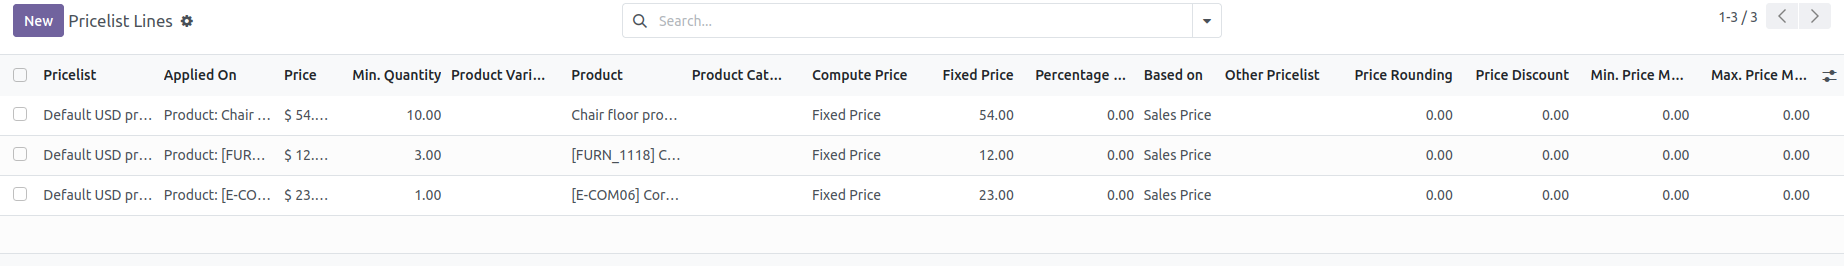 New Pricelist Lines Search... 1-3 / 3
Pricelist Applied On Price Min. Quantity Product Vari... Product Product Cat... Compute Price Fixed Price Percentage ... Based on Other Pricelist Price Rounding Price Discount Min. Price M... Max. Price M...
Default USD pr... Product: Chair ... $ 54.... 10.00 Chair floor pro... Fixed Price 54.00 0.00 Sales Price 0.00 0.00 0.00 0.00
Default USD pr... Product: [FUR... $ 12.... 3.00 [FURN_1118] C... Fixed Price 12.00 0.00 Sales Price 0.00 0.00 0.00 0.00
Default USD pr... Product: [E-CO... $ 23.... 1.00 [E-COM06] Cor... Fixed Price 23.00 0.00 Sales Price 0.00 0.00 0.00 0.00